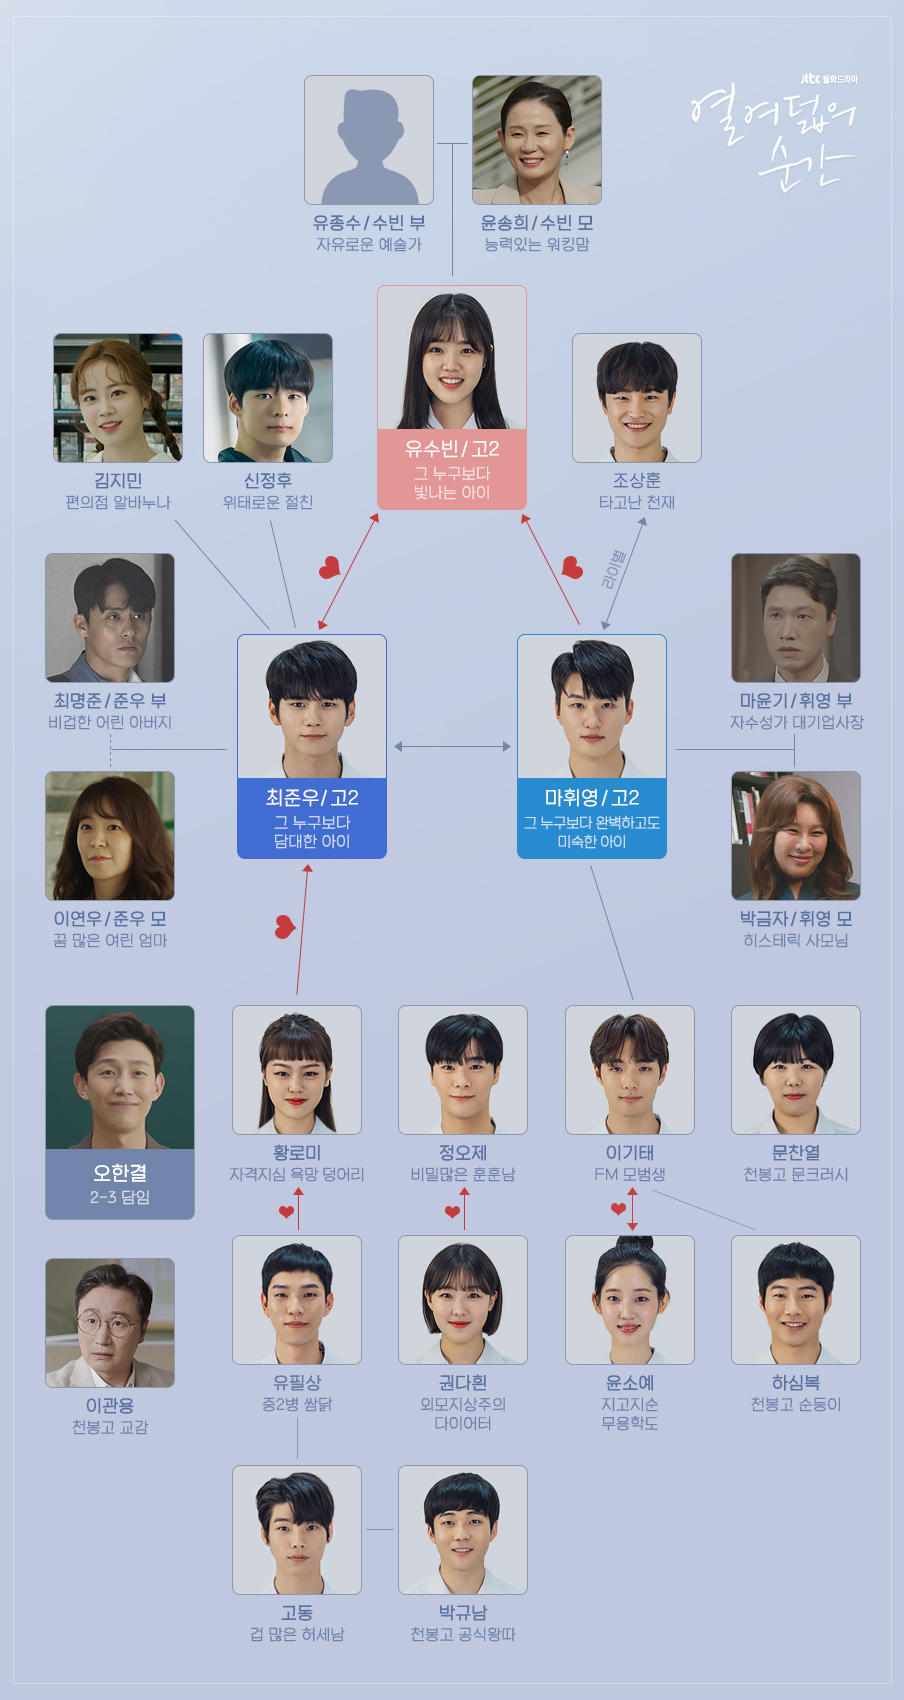 jtbc 월화드라마
열여덟의
순간
유종수 / 수빈 부
자유로운 예술가
윤송희 / 수빈 모
능력있는 워킹맘
유수빈 / 고2
그 누구보다
빛나는 아이
김지민
편의점 알바누나
신정후
위태로운 절친
조상훈
타고난 천재
라이벌
최명준 / 준우 부
비겁한 어린 아버지
마윤기 / 휘영 부
자수성가 대기업사장
최준우 / 고2
그 누구보다
담대한 아이
마휘영 / 고2
그 누구보다 완벽하고도
미숙한 아이
이연우 / 준우 모
꿈 많은 여린 엄마
박금자 / 휘영 모
히스테릭 사모님
오한결
2-3 담임
황로미
자격지심 욕망 덩어리
정오제
비밀많은 훈훈남
이기태
FM 모범생
문찬열
천봉고 문크러시
이관용
천봉고 교감
유필상
중2병 쌈닭
권다흰
외모지상주의
다이어터
윤소예
지고지순
무용학도
하심복
천봉고 순둥이
고동
겁 많은 허세남
박규남
천봉고 공식왕따